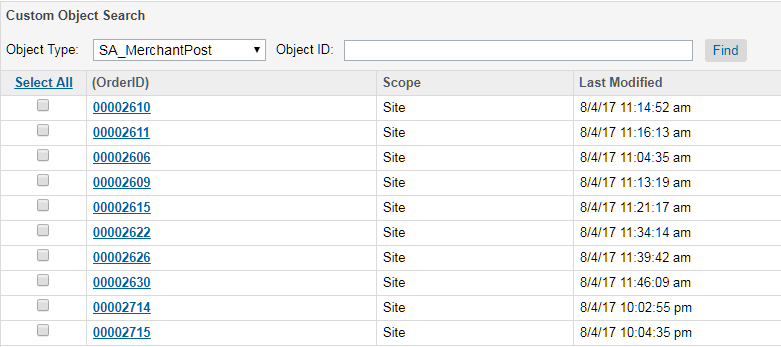 Custom Object Search
Object Type: SA_MerchantPost Object ID: Find
Select All (OrderID) Scope Last Modified
00002610 Site 8/4/17 11:14:52 am
00002611 Site 8/4/17 11:16:13 am
00002606 Site 8/4/17 11:04:35 am
00002609 Site 8/4/17 11:13:19 am
00002615 Site 8/4/17 11:21:17 am
00002622 Site 8/4/17 11:34:14 am
00002626 Site 8/4/17 11:39:42 am
00002630 Site 8/4/17 11:46:09 am
00002714 Site 8/4/17 10:02:55 pm
00002715 Site 8/4/17 10:04:35 pm